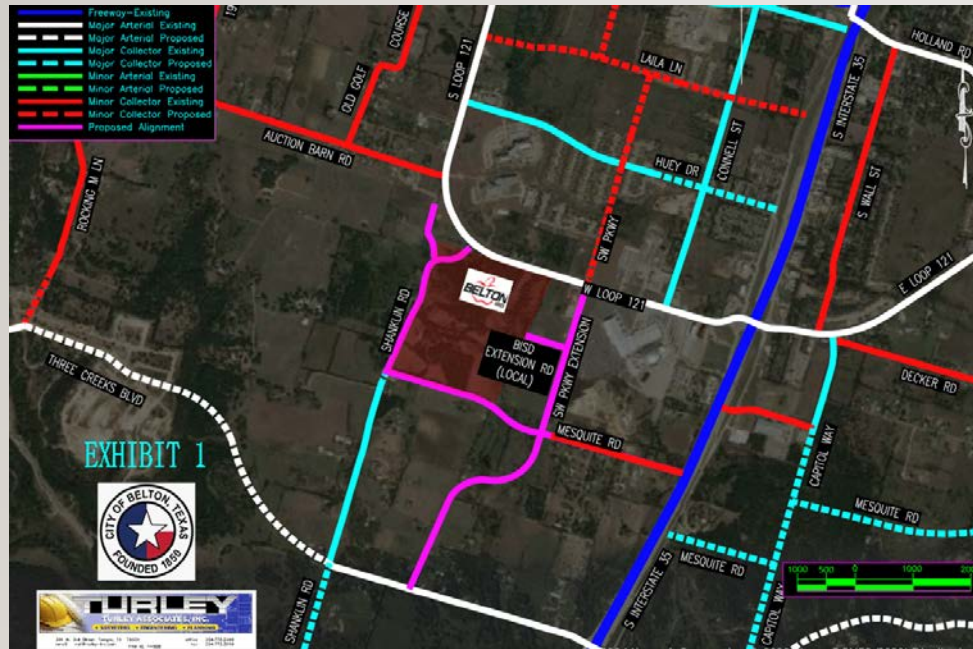 Freeway-Existing
Major Arterial Existing
Major Arterial Proposed
Major Collector Existing
Major Collector Proposed
Minor Arterial Existing
Minor Arterial Proposed
Minor Collector Existing
Minor Collector Proposed
Proposed Alignment
COURSE
OLD GOLF
S LOOP 121
LAILA LN
HOLLAND RD
S INTERSTATE 35
AUCTION BARN RD
HUEY DR
CONNELL ST
S WALL ST
ROCKING M LN
SW PKWY
E LOOP 121
BELTON
W LOOP 121
SHANKLIN RD
BISD
EXTENSION RD
(LOCAL)
SW PKWY EXTENSION
THREE CREEKS BLVD
DECKER RD
MESQUITE RD
CAPITOL WAY
EXHIBIT 1
CITY OF BELTON, TEXAS
FOUNDED 1850
MESQUITE RD
MESQUITE RD
1000 500 0 1000
SHANKLIN RD
S INTERSTATE 35
CAPITOL WAY
TURLEY
TURLEY ASSOCIATES, INC.
• ENGINEERING • PLANNING